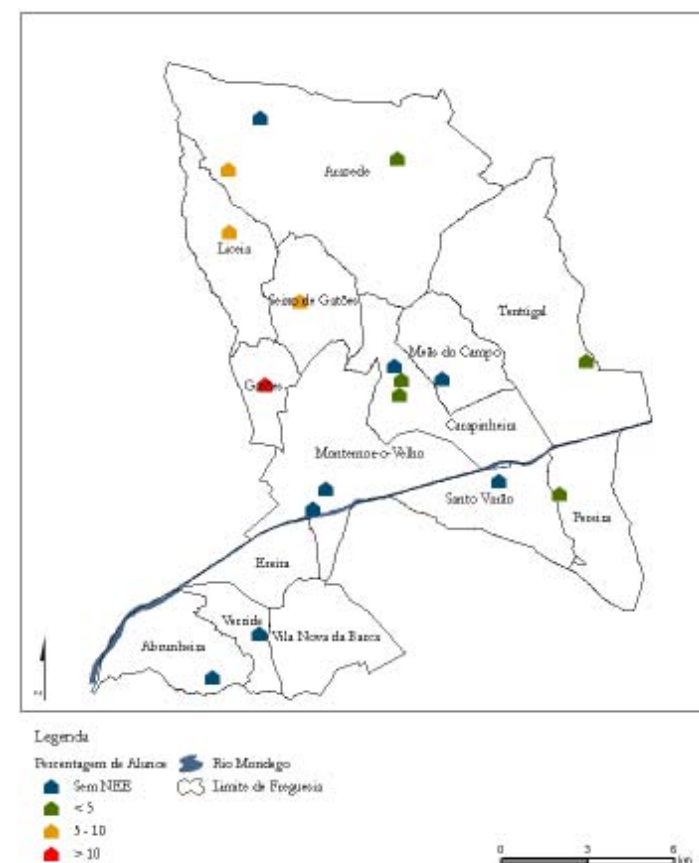 Arazede
Liceia
Seixo de Gatões
Tentúgal
Meãs do Campo
Gatões
Carapinheira
Montemor-o-Velho
Santo Varão
Pereira
Ereira
Verride
Vila Nova da Barca
Abrunheira
Legenda
Percentagem de Alunos Rio Mondego
Sem NEE Limite de Freguesia
< 5
5 - 10
> 10
0 3 6